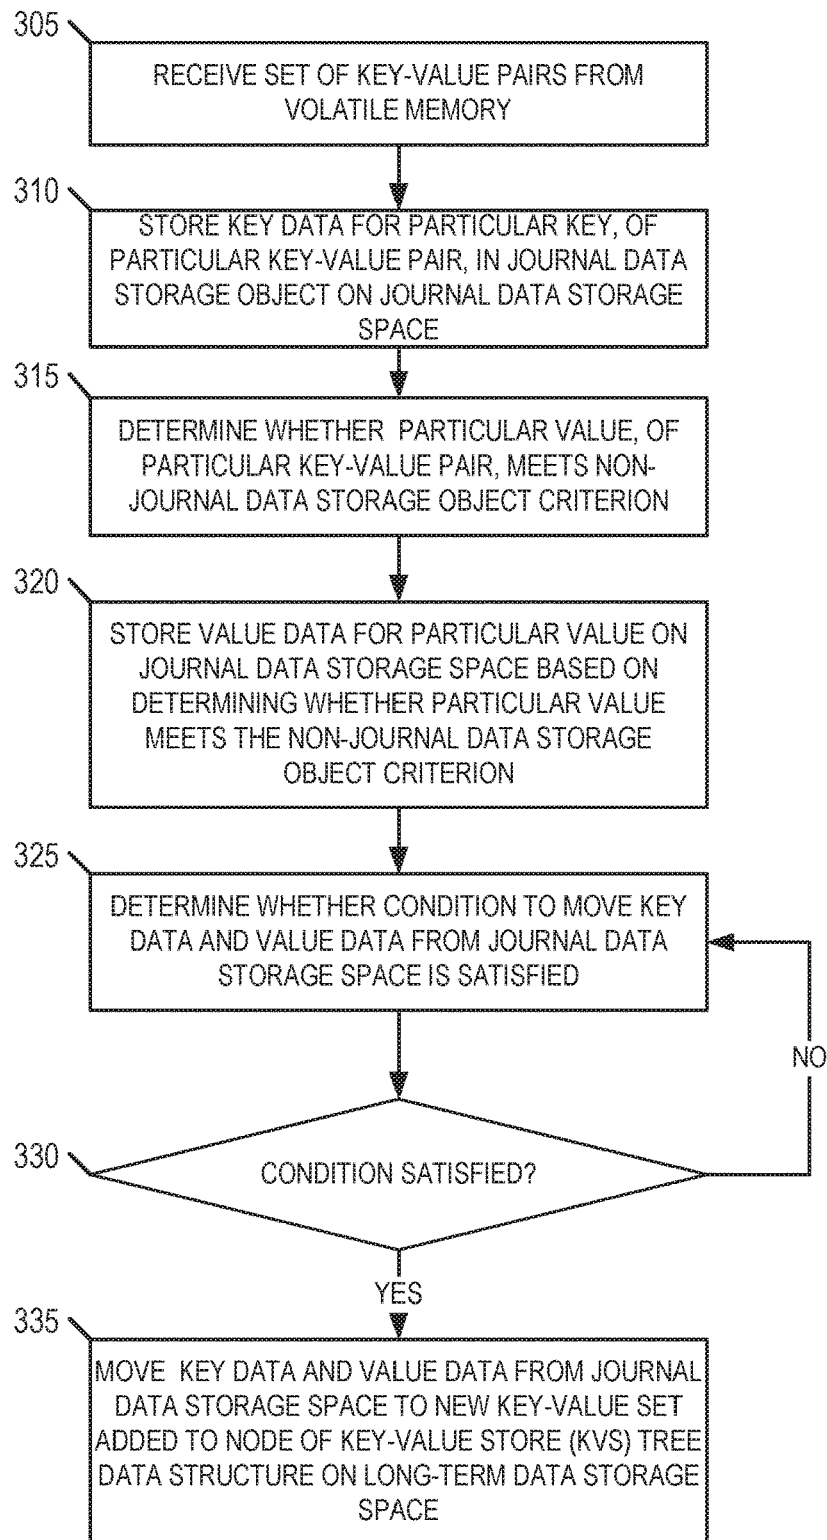 305
RECEIVE SET OF KEY-VALUE PAIRS FROM
VOLATILE MEMORY
310
STORE KEY DATA FOR PARTICULAR KEY, OF
PARTICULAR KEY-VALUE PAIR, IN JOURNAL DATA
STORAGE OBJECT ON JOURNAL DATA STORAGE
SPACE
315
DETERMINE WHETHER PARTICULAR VALUE, OF
PARTICULAR KEY-VALUE PAIR, MEETS NON-
JOURNAL DATA STORAGE OBJECT CRITERION
320
STORE VALUE DATA FOR PARTICULAR VALUE ON
JOURNAL DATA STORAGE SPACE BASED ON
DETERMINING WHETHER PARTICULAR VALUE
MEETS THE NON-JOURNAL DATA STORAGE
OBJECT CRITERION
325
DETERMINE WHETHER CONDITION TO MOVE KEY
DATA AND VALUE DATA FROM JOURNAL DATA
STORAGE SPACE IS SATISFIED
NO
330
CONDITION SATISFIED?
YES
335
MOVE KEY DATA AND VALUE DATA FROM JOURNAL
DATA STORAGE SPACE TO NEW KEY-VALUE SET
ADDED TO NODE OF KEY-VALUE STORE (KVS) TREE
DATA STRUCTURE ON LONG-TERM DATA STORAGE
SPACE